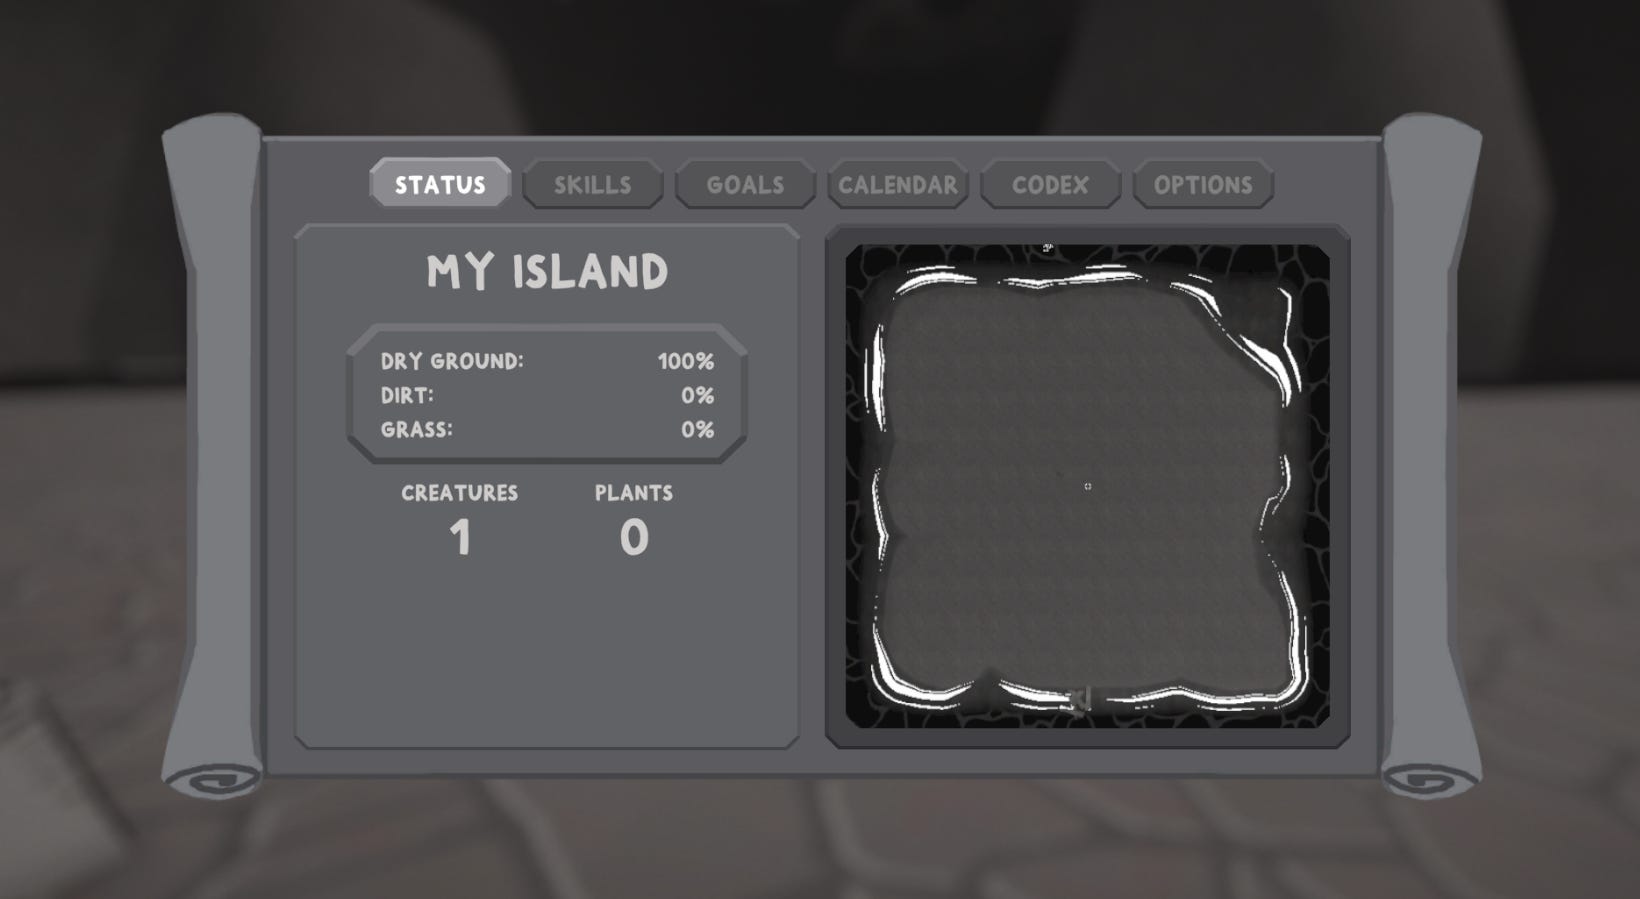 STATUS
SKILLS
GOALS
CALENDAR
CODEX
OPTIONS
MY ISLAND
DRY GROUND: 100%
DIRT: 0%
GRASS: 0%
CREATURES
1
PLANTS
0